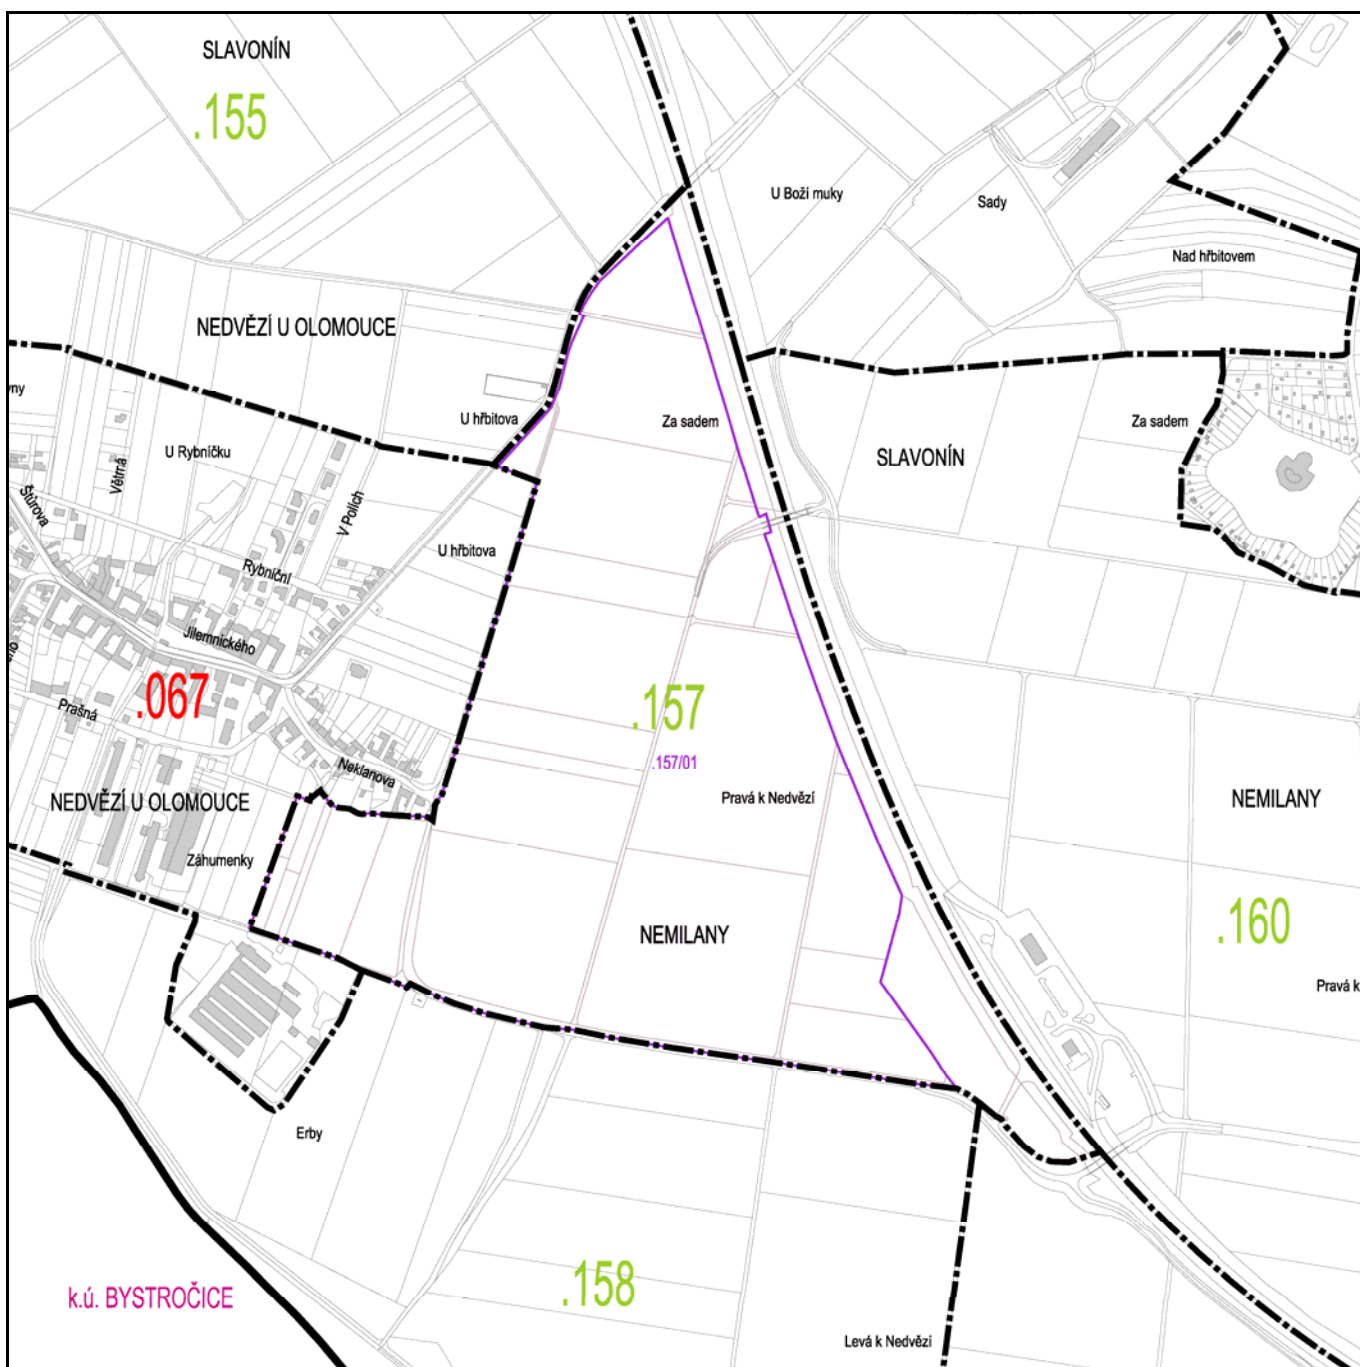 SLAVONÍN
.155
U Boží muky
Sady
Nad hřbitovem
NEDVĚZÍ U OLOMOUCE
U hřbitova
Za sadem
SLAVONÍN
Za sadem
U Rybníčku
Větrná
V Polích
Štúrova
U hřbitova
Rybniční
Jilemnického
.067
Prašná
Neklanova
.157
.157/01
Pravá k Nedvězí
NEDVĚZÍ U OLOMOUCE
NEMILANY
Záhumenky
NEMILANY
.160
Pravá k
Erby
k.ú. BYSTROČICE
.158
Levá k Nedvězí